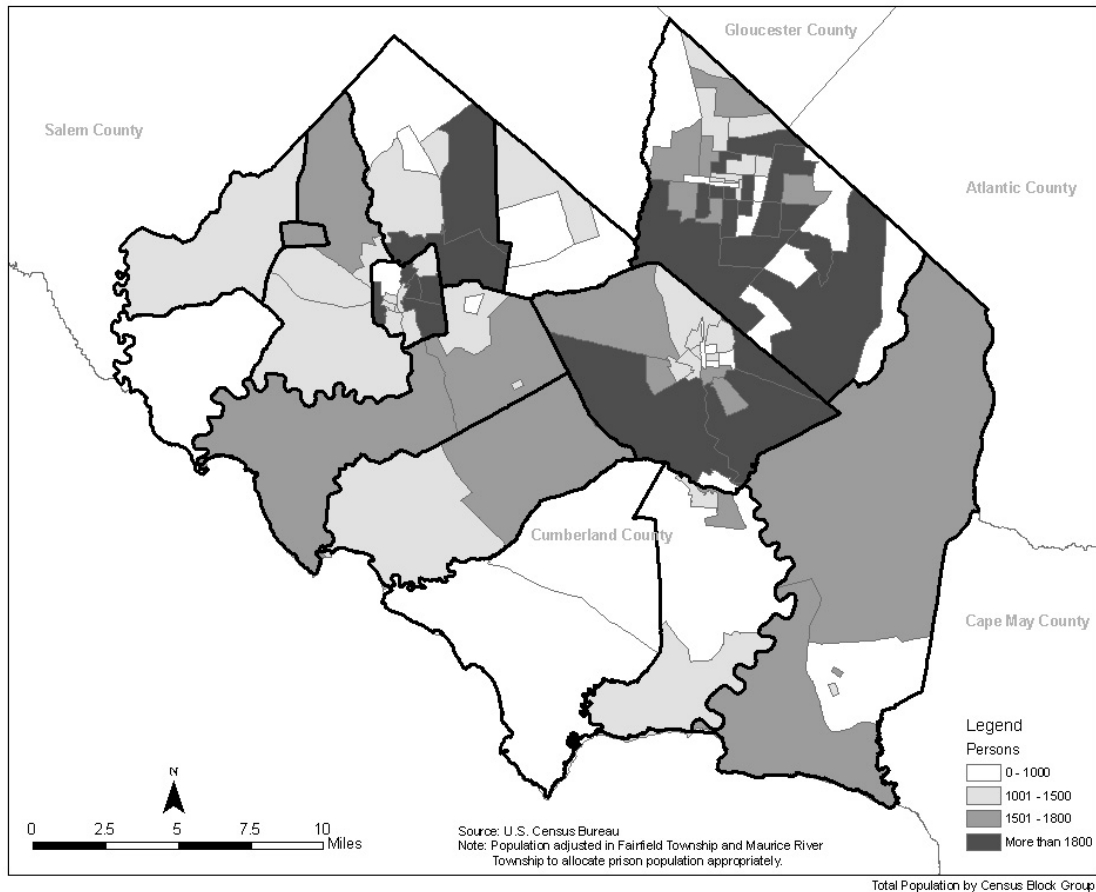 Gloucester County
Salem County
Atlantic County
Cumberland County
Cape May County
Legend
Persons
0 - 1000
1001 - 1500
1501 - 1800
More than 1800
N
0 2.5 5 7.5 10
Miles
Source: U.S. Census Bureau
Note: Population adjusted in Fairfield Township and Maurice River
Township to allocate prison population appropriately.
Total Population by Census Block Group